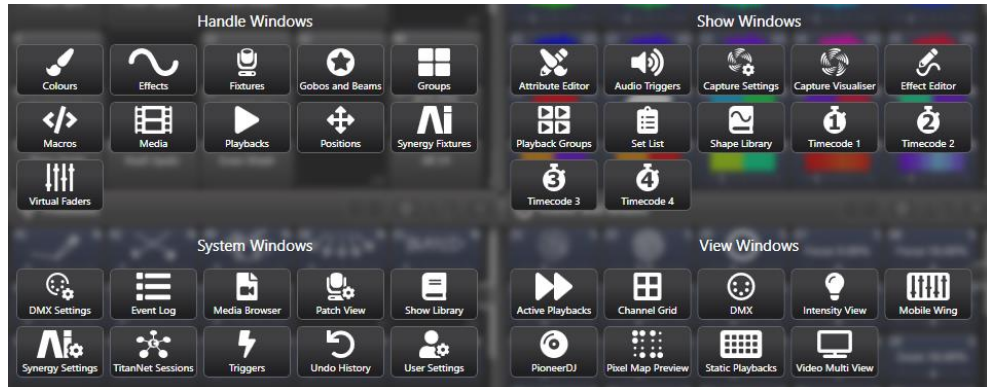 Handle Windows
Colours
Effects
Fixtures
Gobos and Beams
Groups
Macros
Media
Playbacks
Positions
Synergy Fixtures
Virtual Faders
Show Windows
Attribute Editor
Audio Triggers
Capture Settings
Capture Visualiser
Effect Editor
Playback Groups
Set List
Shape Library
1
Timecode 1
2
Timecode 2
3
Timecode 3
4
Timecode 4
System Windows
DMX Settings
Event Log
Media Browser
Patch View
Show Library
Synergy Settings
TitanNet Sessions
Triggers
Undo History
User Settings
View Windows
Active Playbacks
Channel Grid
DMX
Intensity View
Mobile Wing
PioneerDJ
Pixel Map Preview
Static Playbacks
Video Multi View